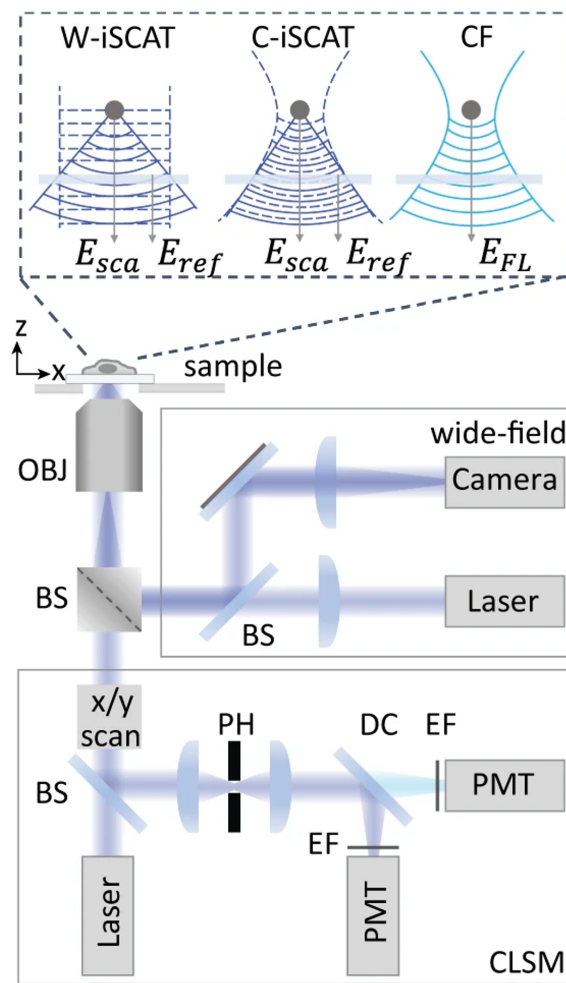 W-iSCAT C-iSCAT CF
E_sca E_ref E_sca E_ref E_FL
z
x
sample
OBJ
wide-field
Camera
BS
BS
Laser
x/y
scan
PH DC EF
BS
PMT
EF
Laser
PMT
CLSM